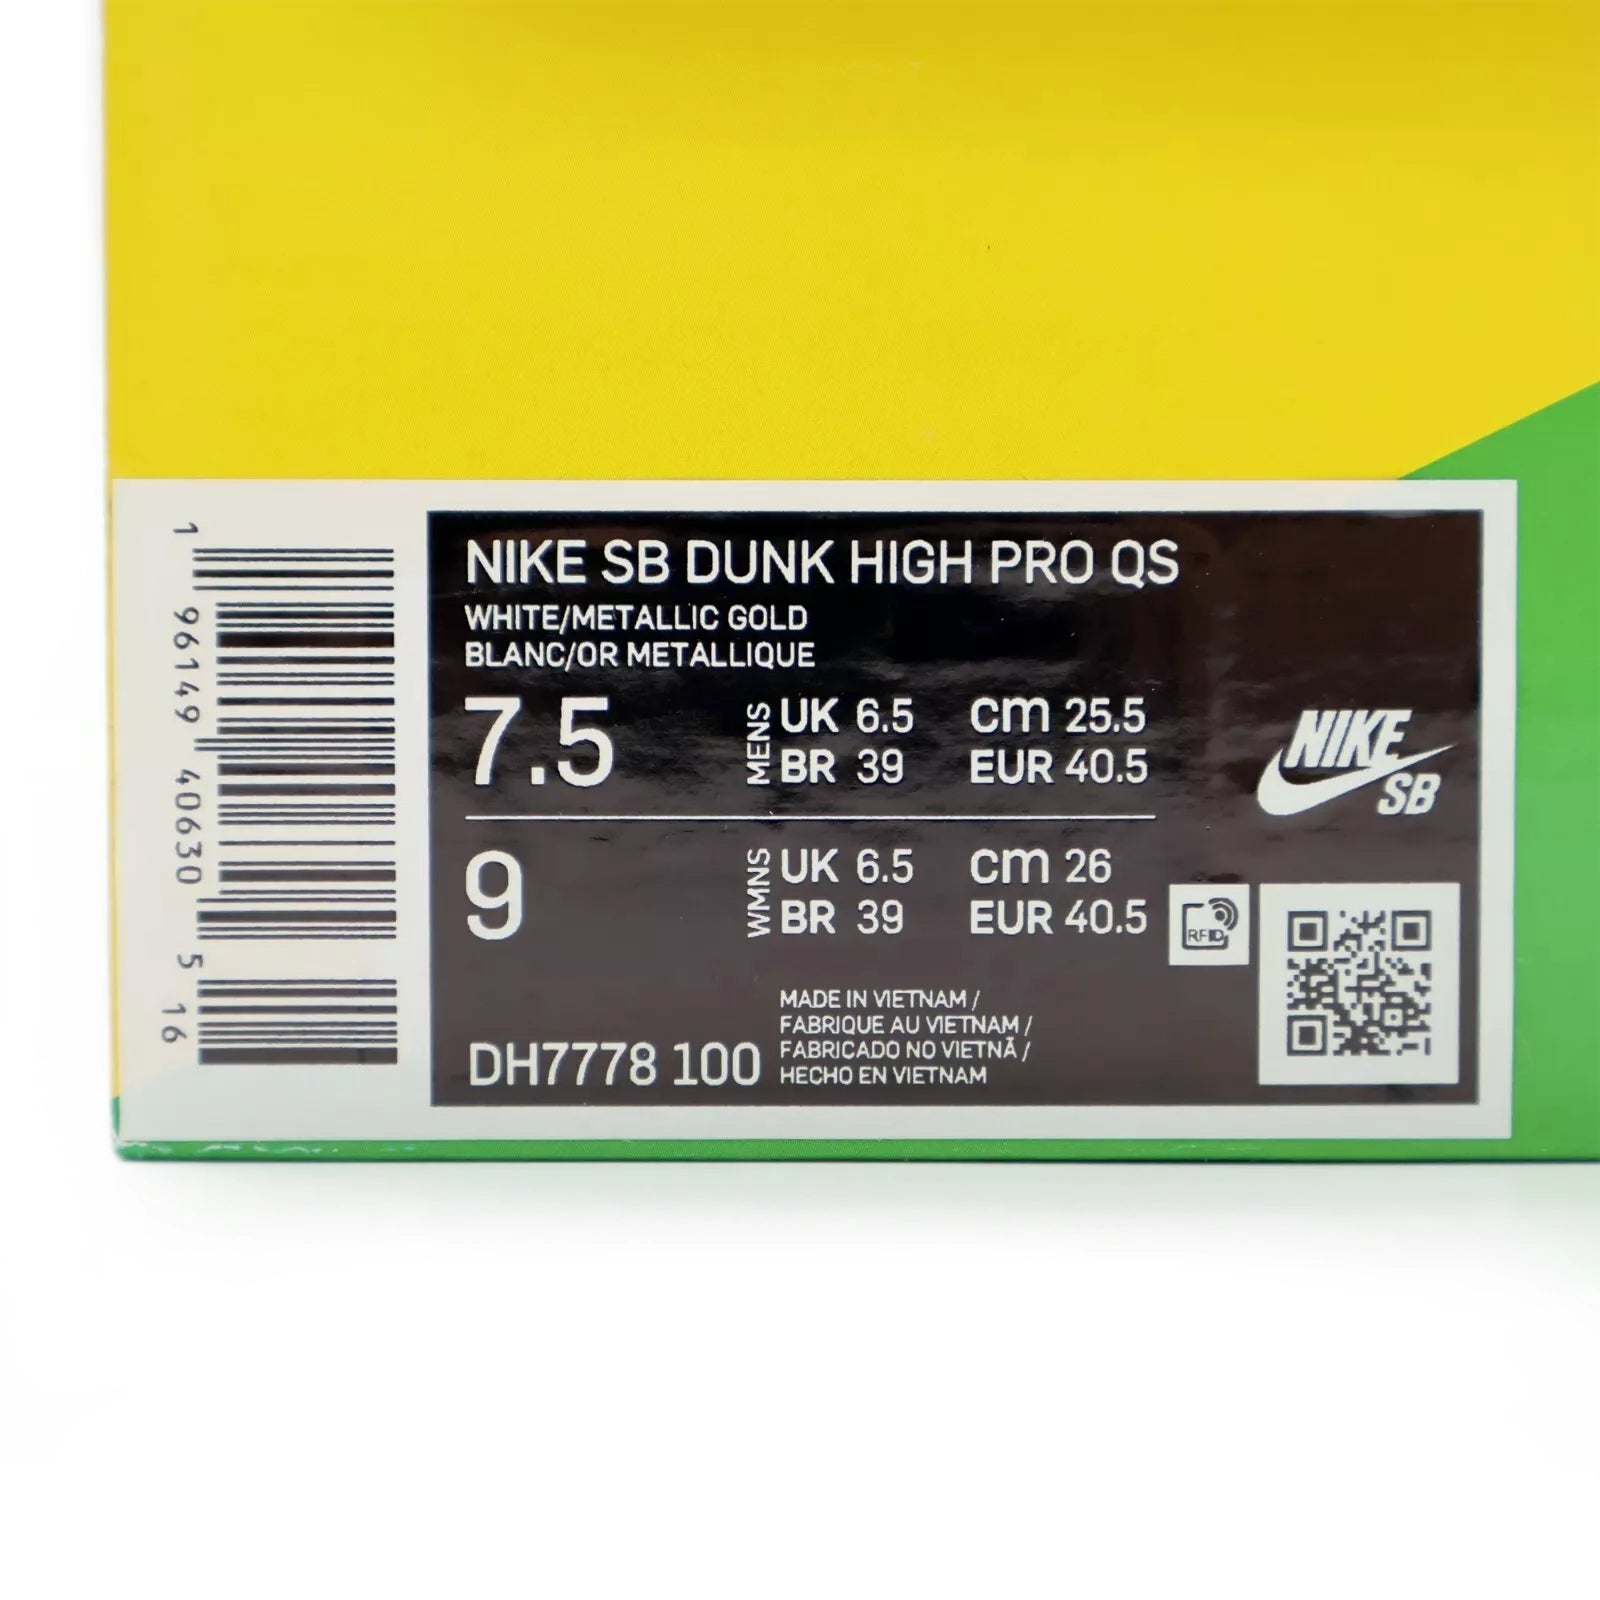 1 96149 40630 5 16
NIKE SB DUNK HIGH PRO QS
WHITE/METALLIC GOLD
BLANC/OR METALLIQUE
7.5 MENS UK 6.5 CM 25.5
BR 39 EUR 40.5
NIKE
SB
9 WMNS UK 6.5 CM 26
BR 39 EUR 40.5
RFID
MADE IN VIETNAM /
FABRIQUE AU VIETNAM /
FABRICADO NO VIETNÃ /
HECHO EN VIETNAM
DH7778 100